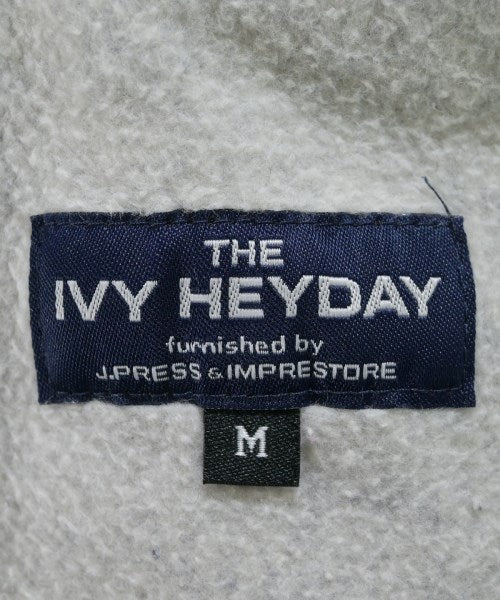 THE
IVY HEYDAY
furnished by
J.PRESS & IMPRESTORE
M